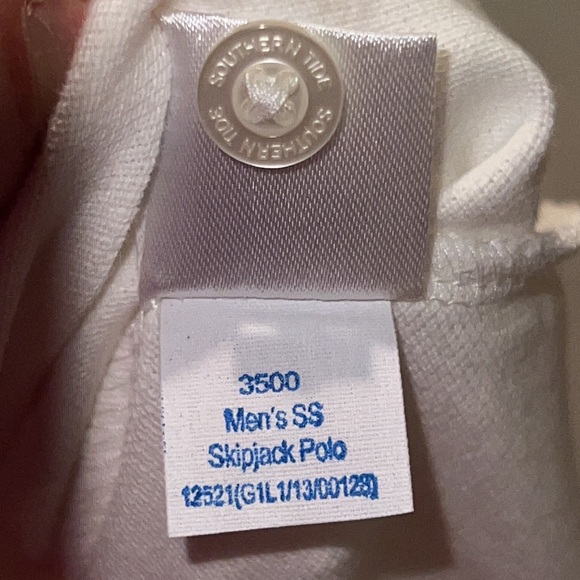 SOUTHERN TIDE SOUTHERN TIDE
3500
Men's SS
Skipjack Polo
12521(G1L1/13/00128)